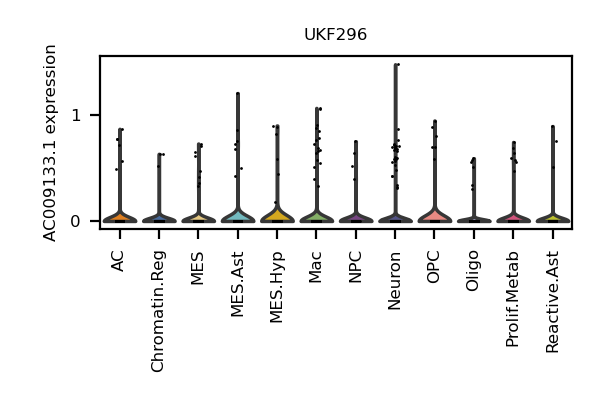 UKF296
AC009133.1 expression
1
0
AC
Chromatin.Reg
MES
MES.Ast
MES.Hyp
Mac
NPC
Neuron
OPC
Oligo
Prolif.Metab
Reactive.Ast